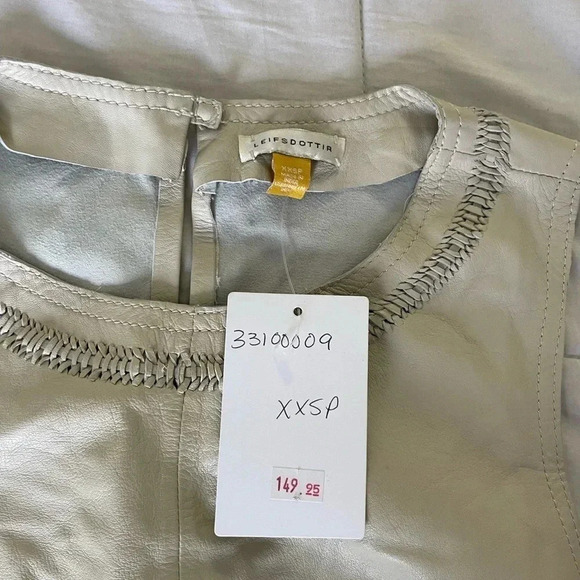 LEIFSDOTTIR
XXSP
33100009
XXSP
149.95